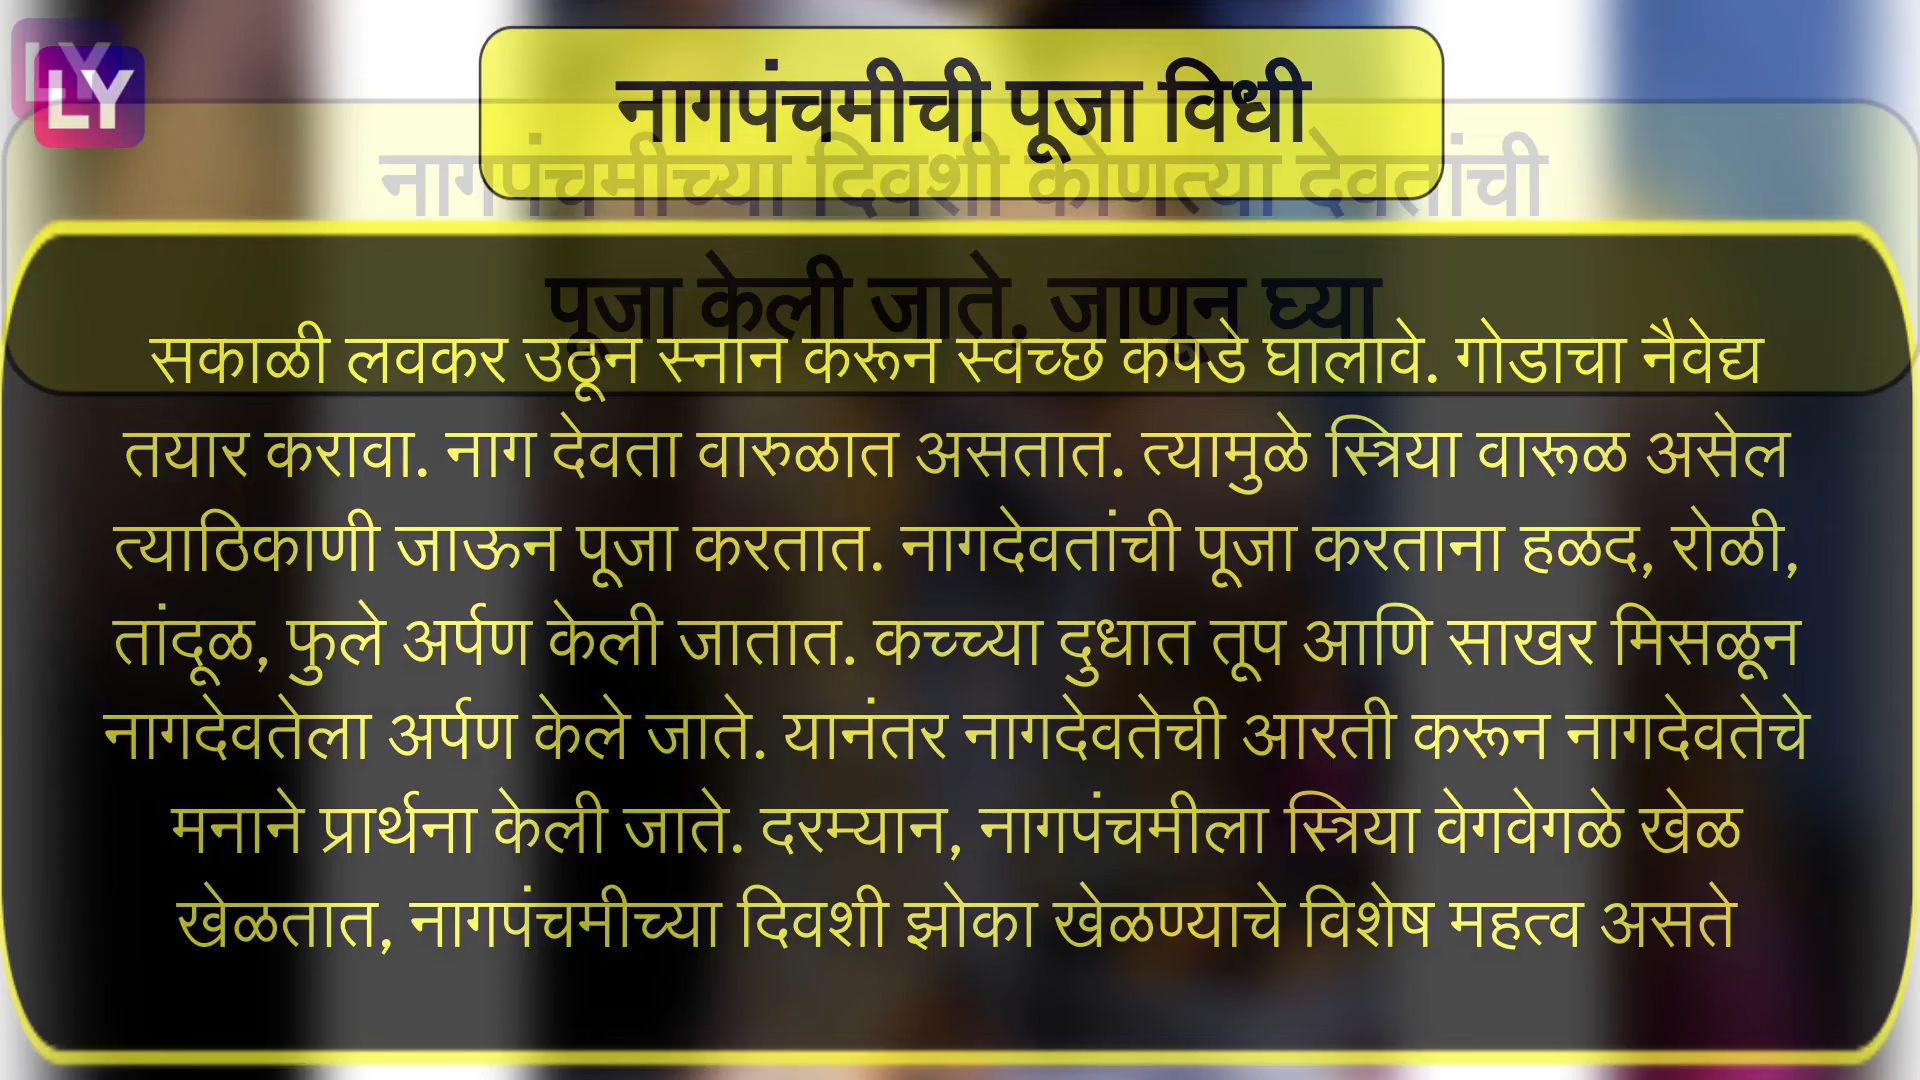 LY
LY
नागपंचमीची पूजा विधी
नागपंचमीच्या दिवशी कोणत्या देवतांची
पूजा केली जाते. जाणून घ्या
सकाळी लवकर उठून स्नान करून स्वच्छ कपडे घालावे. गोडाचा नैवेद्य
तयार करावा. नाग देवता वारुळात असतात. त्यामुळे स्त्रिया वारूळ असेल
त्याठिकाणी जाऊन पूजा करतात. नागदेवतांची पूजा करताना हळद, रोळी,
तांदूळ, फुले अर्पण केली जातात. कच्च्या दुधात तूप आणि साखर मिसळून
नागदेवतेला अर्पण केले जाते. यानंतर नागदेवतेची आरती करून नागदेवतेचे
मनाने प्रार्थना केली जाते. दरम्यान, नागपंचमीला स्त्रिया वेगवेगळे खेळ
खेळतात, नागपंचमीच्या दिवशी झोका खेळण्याचे विशेष महत्व असते